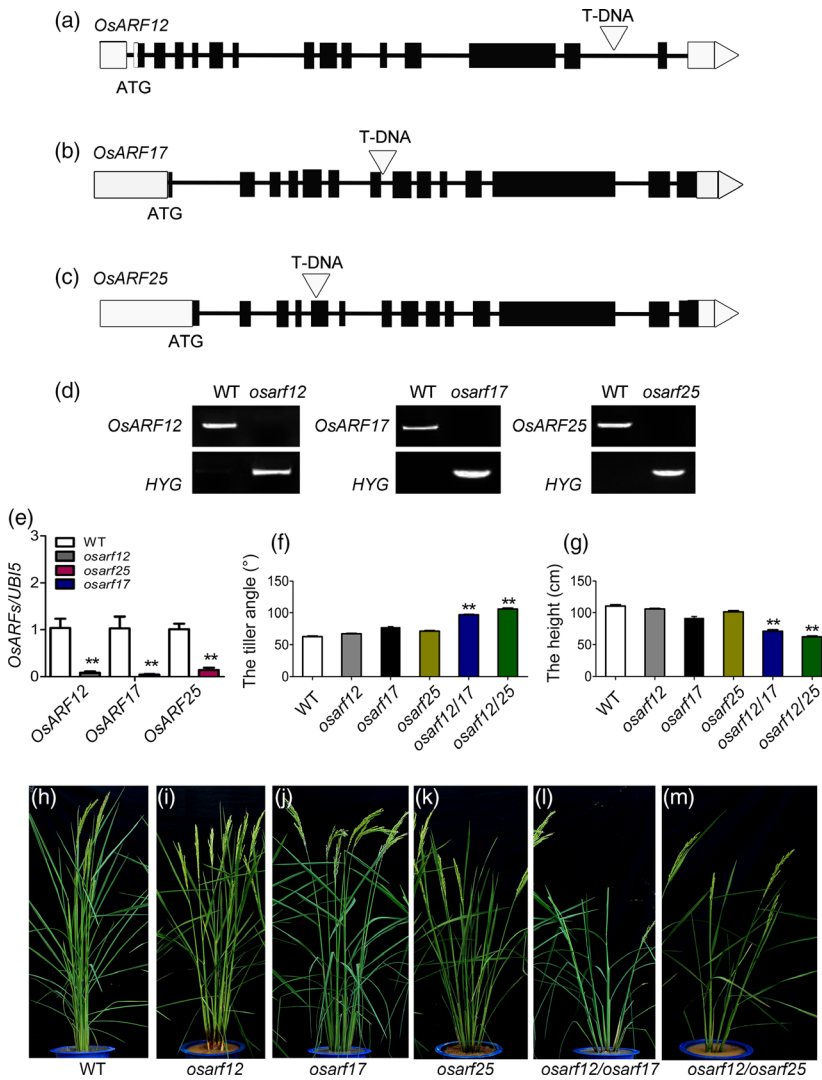 (a)
OsARF12
T-DNA
ATG
(b)
OsARF17
T-DNA
ATG
(c)
OsARF25
T-DNA
ATG
(d)
WT osarf12
OsARF12
HYG
WT osarf17
OsARF17
HYG
WT osarf25
OsARF25
HYG
(e)
OsARFs/UBI5
3
2
1
0
WT
osarf12
osarf25
osarf17
**
**
**
OsARF12
OsARF17
OsARF25
(f)
The tiller angle (°)
150
100
50
0
**
**
WT
osarf12
osarf17
osarf25
osarf12/17
osarf12/25
(g)
The height (cm)
150
100
50
0
**
**
WT
osarf12
osarf17
osarf25
osarf12/17
osarf12/25
(h)
(i)
(j)
(k)
(l)
(m)
WT
osarf12
osarf17
osarf25
osarf12/osarf17
osarf12/osarf25